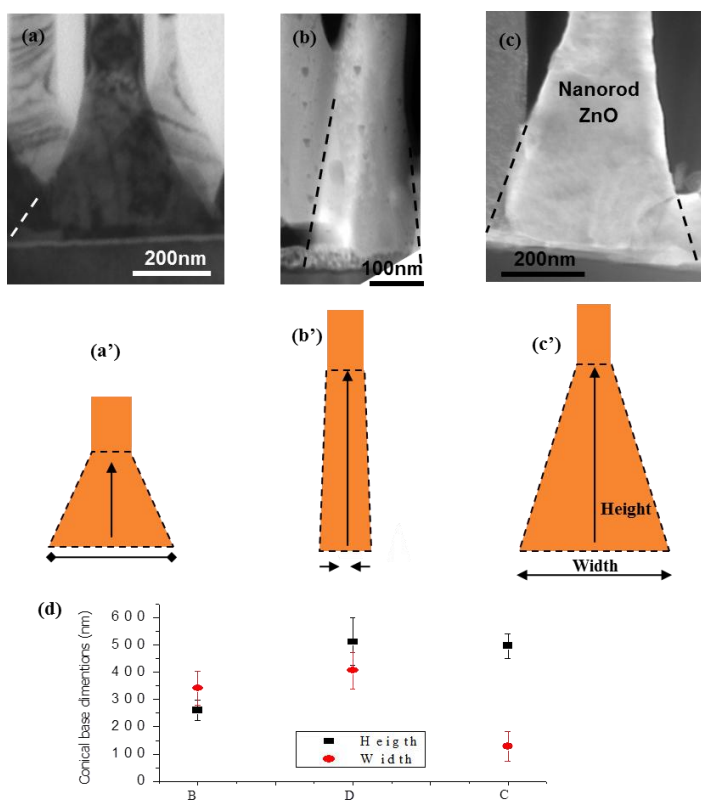 (a)
(b)
(c)
Nanorod
ZnO
200nm
100nm
200nm
(a’)
(b’)
(c’)
Height
Width
(d)
Conical base dimentions (nm)
600
500
400
300
200
100
0
Heigth
Width
B
D
C